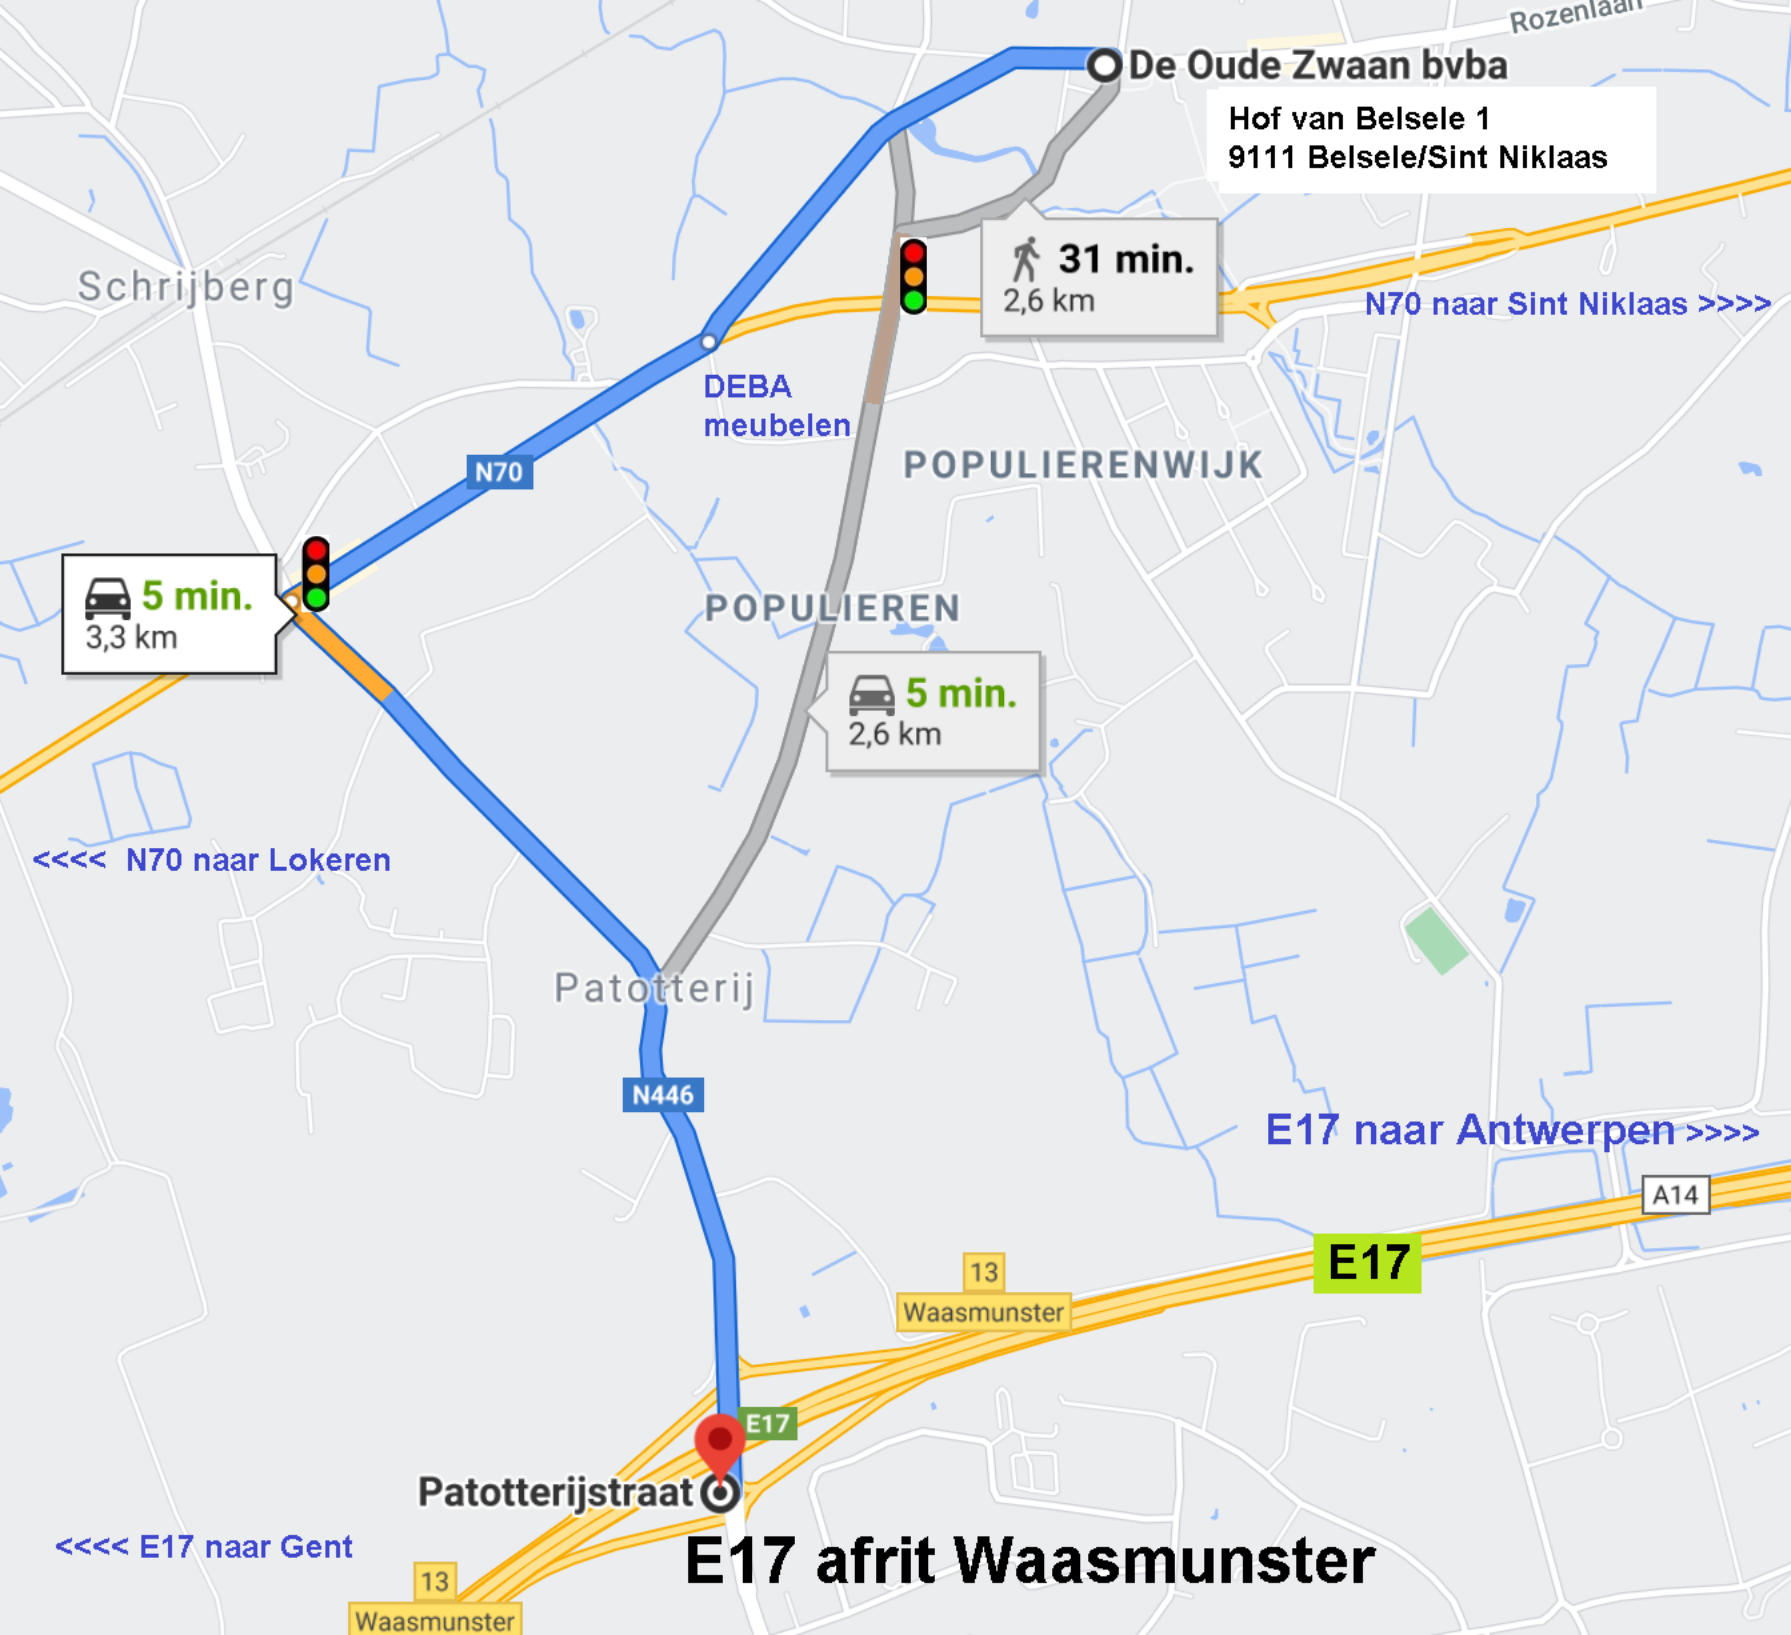 Rozenlaan
De Oude Zwaan bvba
Hof van Belsele 1
9111 Belsele/Sint Niklaas
31 min.
2,6 km
Schrijberg
N70 naar Sint Niklaas >>>>
DEBA
meubelen
N70
POPULIERENWIJK
5 min.
3,3 km
POPULIEREN
5 min.
2,6 km
<<<< N70 naar Lokeren
Patotterij
N446
E17 naar Antwerpen >>>>
A14
E17
13
Waasmunster
E17
Patotterijstraat
<<<< E17 naar Gent
E17 afrit Waasmunster
13
Waasmunster